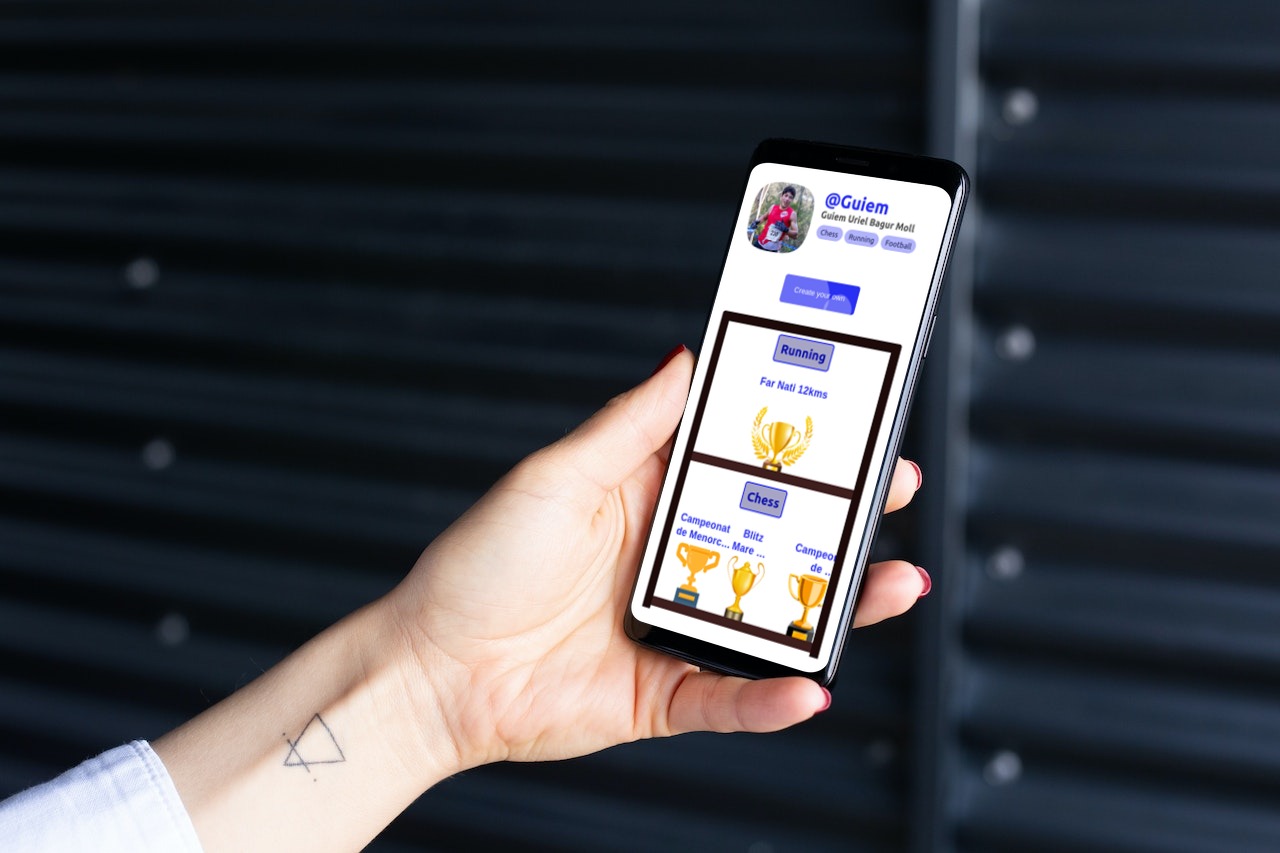 @Guiem
Guiem Uriel Bagur Moll
Chess Running Football
Create your own
Running
Far Nati 12kms
Chess
Campeonat
de Menorc...
Blitz
Mare ...
Campeo
de ..